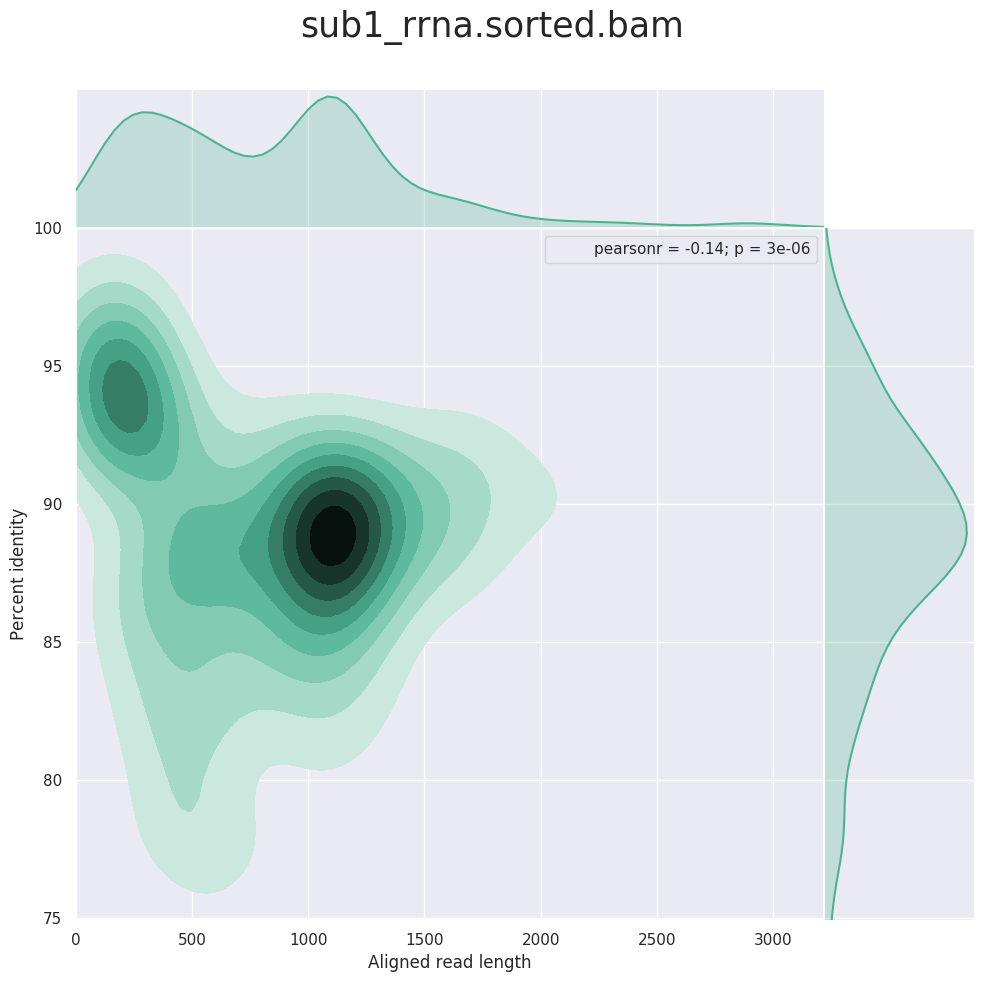 sub1_rrna.sorted.bam
100
pearsonr = -0.14; p = 3e-06
95
90
Percent identity
85
80
75
0 500 1000 1500 2000 2500 3000
Aligned read length